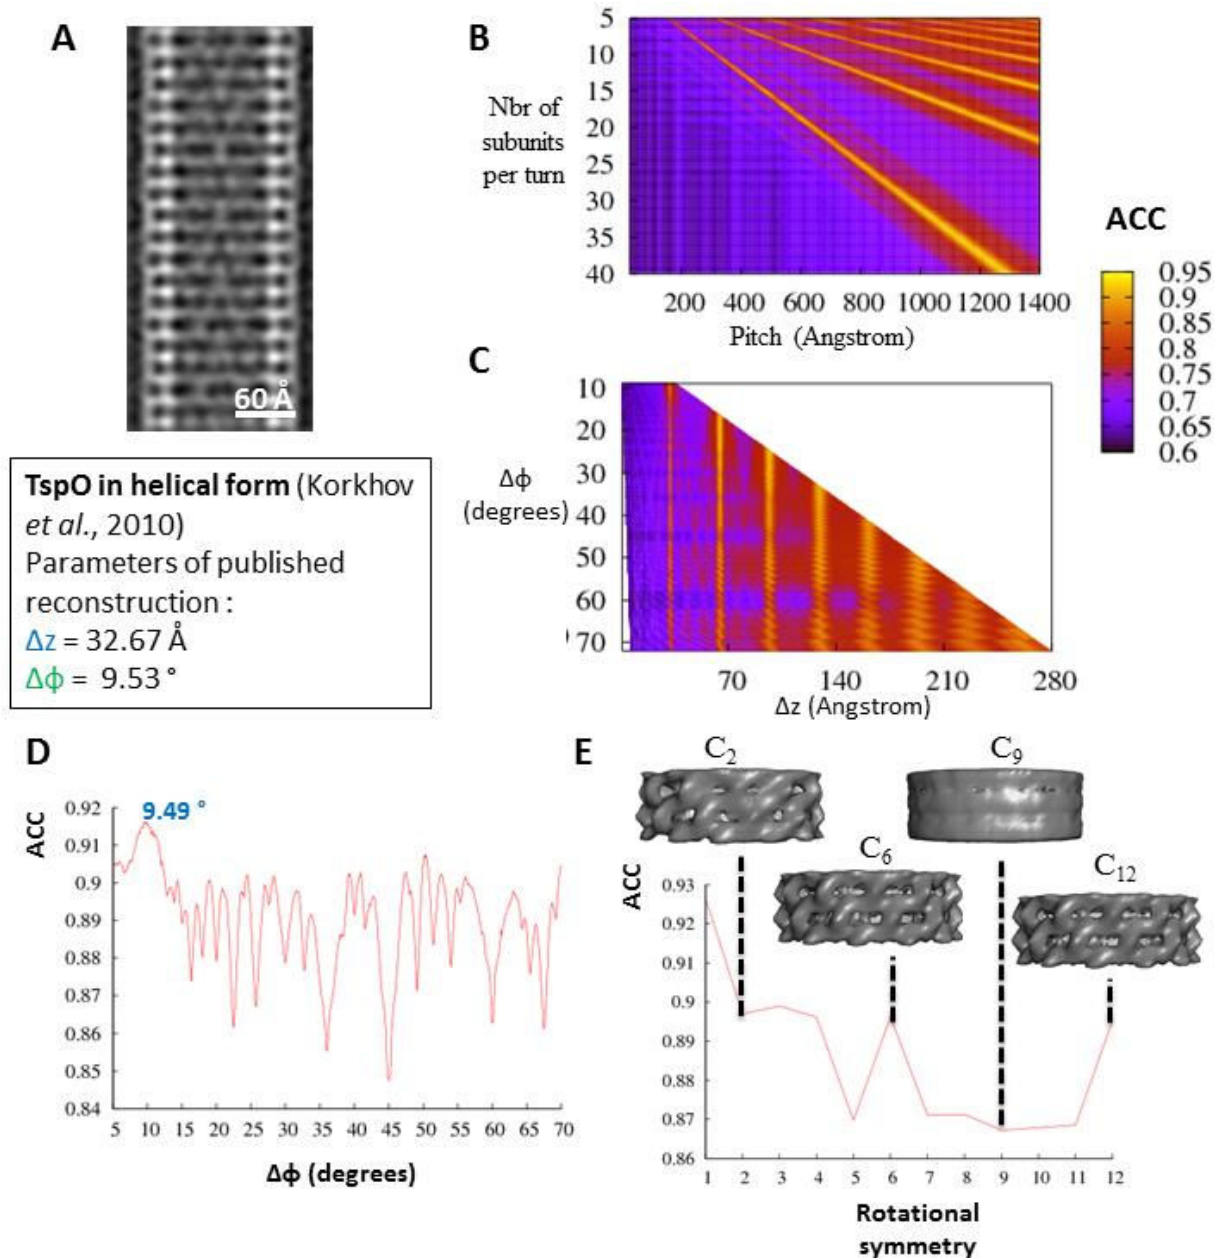 A
60 Å
TspO in helical form (Korkhov
et al., 2010)
Parameters of published
reconstruction :
Δz = 32.67 Å
Δϕ = 9.53 °
B
Nbr of
subunits
per turn
5
10
15
20
25
30
35
40
200 400 600 800 1000 1200 1400
Pitch (Angstrom)
ACC
0.95
0.9
0.85
0.8
0.75
0.7
0.65
0.6
C
Δϕ
(degrees)
10
20
30
40
50
60
70
70 140 210 280
Δz (Angstrom)
D
ACC
9.49 °
0.92
0.91
0.9
0.89
0.88
0.87
0.86
0.85
0.84
5 10 15 20 25 30 35 40 45 50 55 60 65 70
Δϕ (degrees)
E
C2
C9
C6
C12
ACC
0.93
0.92
0.91
0.9
0.89
0.88
0.87
0.86
1 2 3 4 5 6 7 8 9 10 11 12
Rotational
symmetry